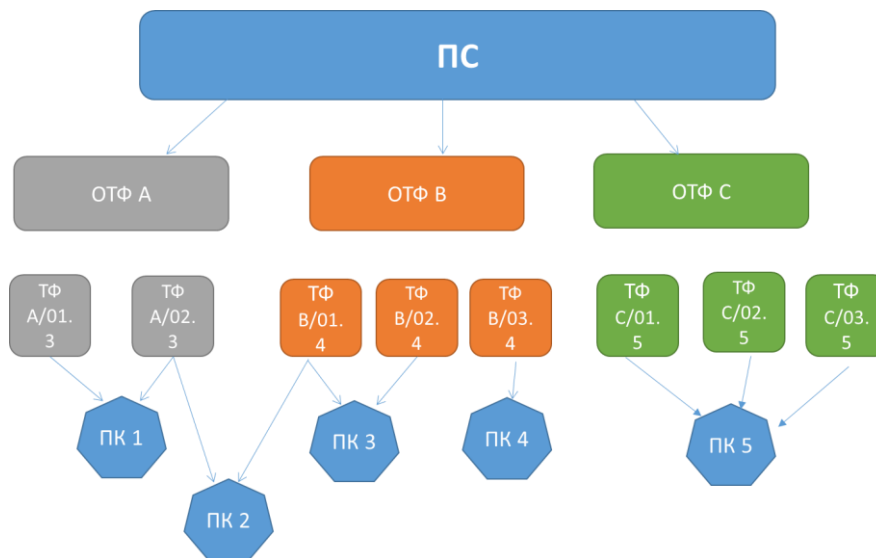 ПС
ОТФ А
ОТФ В
ОТФ С
ТФ
А/01.
3
ТФ
А/02.
3
ТФ
В/01.
4
ТФ
В/02.
4
ТФ
В/03.
4
ТФ
С/01.
5
ТФ
С/02.
5
ТФ
С/03.
5
ПК 1
ПК 2
ПК 3
ПК 4
ПК 5